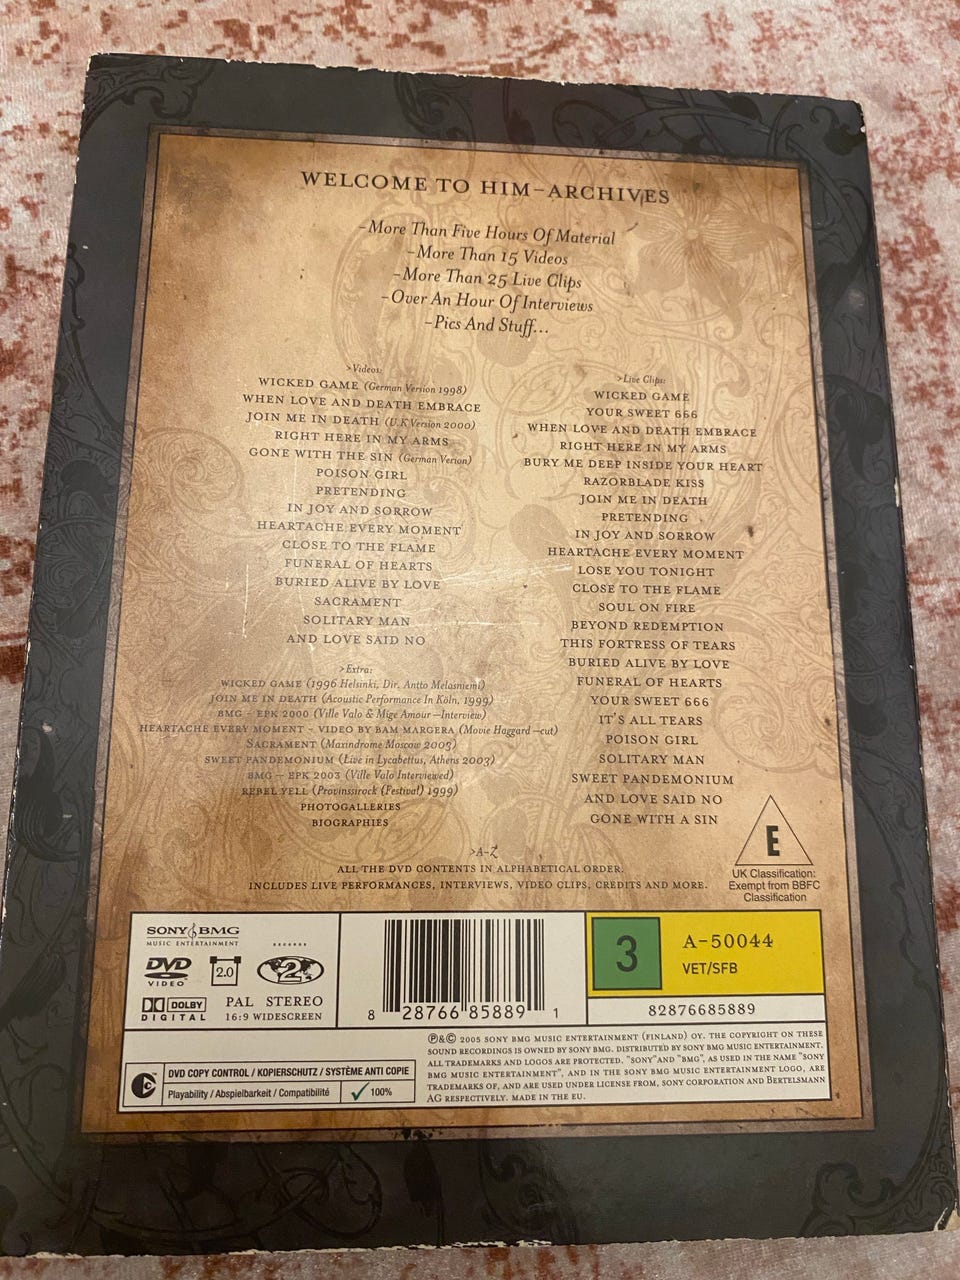 WELCOME TO HIM-ARCHIVES
-More Than Five Hours Of Material
-More Than 15 Videos
-More Than 25 Live Clips
-Over An Hour Of Interviews
-Pics And Stuff...
>Videos:
WICKED GAME (German Version 1998)
WHEN LOVE AND DEATH EMBRACE
JOIN ME IN DEATH (U.K Version 2000)
RIGHT HERE IN MY ARMS
GONE WITH THE SIN (German Version)
POISON GIRL
PRETENDING
IN JOY AND SORROW
HEARTACHE EVERY MOMENT
CLOSE TO THE FLAME
FUNERAL OF HEARTS
BURIED ALIVE BY LOVE
SACRAMENT
SOLITARY MAN
AND LOVE SAID NO
>Extra:
WICKED GAME (1996 Helsinki, Dir. Antto Melasniemi)
JOIN ME IN DEATH (Acoustic Performance In Köln, 1999)
BMG - EPK 2000 (Ville Valo & Mige Amour -Interview)
HEARTACHE EVERY MOMENT - VIDEO BY BAM MARGERA (Movie Haggard -cut)
SACRAMENT (Maxindrome Moscow 2003)
SWEET PANDEMONIUM (Live in Lycabettus, Athens 2003)
BMG - EPK 2003 (Ville Valo Interviewed)
REBEL YELL (Provinssirock (Festival) 1999)
PHOTOGALLERIES
BIOGRAPHIES
>Live Clips:
WICKED GAME
YOUR SWEET 666
WHEN LOVE AND DEATH EMBRACE
RIGHT HERE IN MY ARMS
BURY ME DEEP INSIDE YOUR HEART
RAZORBLADE KISS
JOIN ME IN DEATH
PRETENDING
IN JOY AND SORROW
HEARTACHE EVERY MOMENT
LOSE YOU TONIGHT
CLOSE TO THE FLAME
SOUL ON FIRE
BEYOND REDEMPTION
THIS FORTRESS OF TEARS
BURIED ALIVE BY LOVE
FUNERAL OF HEARTS
YOUR SWEET 666
IT'S ALL TEARS
POISON GIRL
SOLITARY MAN
SWEET PANDEMONIUM
AND LOVE SAID NO
GONE WITH A SIN
>A-Z
ALL THE DVD CONTENTS IN ALPHABETICAL ORDER.
INCLUDES LIVE PERFORMANCES, INTERVIEWS, VIDEO CLIPS, CREDITS AND MORE.
E
UK Classification:
Exempt from BBFC
Classification
SONY BMG
MUSIC ENTERTAINMENT
DVD
VIDEO
2.0
2
DOLBY
DIGITAL
PAL STEREO
16:9 WIDESCREEN
8 28766 85889 1
3
A-50044
VET/SFB
82876685889
DVD COPY CONTROL / KOPIERSCHUTZ / SYSTÈME ANTI COPIE
Playability / Abspielbarkeit / Compatibilité
100%
℗&© 2005 SONY BMG MUSIC ENTERTAINMENT (FINLAND) OY. THE COPYRIGHT ON THESE
SOUND RECORDINGS IS OWNED BY SONY BMG. DISTRIBUTED BY SONY BMG MUSIC ENTERTAINMENT.
ALL TRADEMARKS AND LOGOS ARE PROTECTED. "SONY"AND "BMG", AS USED IN THE NAME "SONY
BMG MUSIC ENTERTAINMENT", AND IN THE SONY BMG MUSIC ENTERTAINMENT LOGO, ARE
TRADEMARKS OF, AND ARE USED UNDER LICENSE FROM, SONY CORPORATION AND BERTELSMANN
AG RESPECTIVELY. MADE IN THE EU.